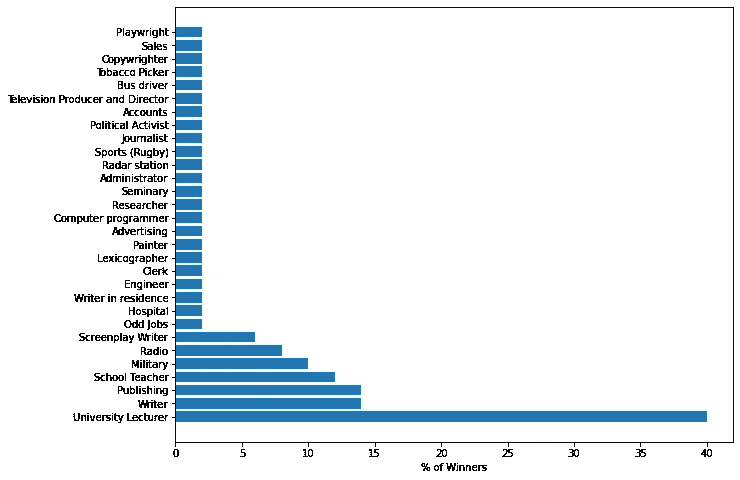 Playwright
Sales
Copywrighter
Tobacco Picker
Bus driver
Television Producer and Director
Accounts
Political Activist
Journalist
Sports (Rugby)
Radar station
Administrator
Seminary
Researcher
Computer programmer
Advertising
Painter
Lexicographer
Clerk
Engineer
Writer in residence
Hospital
Odd Jobs
Screenplay Writer
Radio
Military
School Teacher
Publishing
Writer
University Lecturer
0 5 10 15 20 25 30 35 40
% of Winners